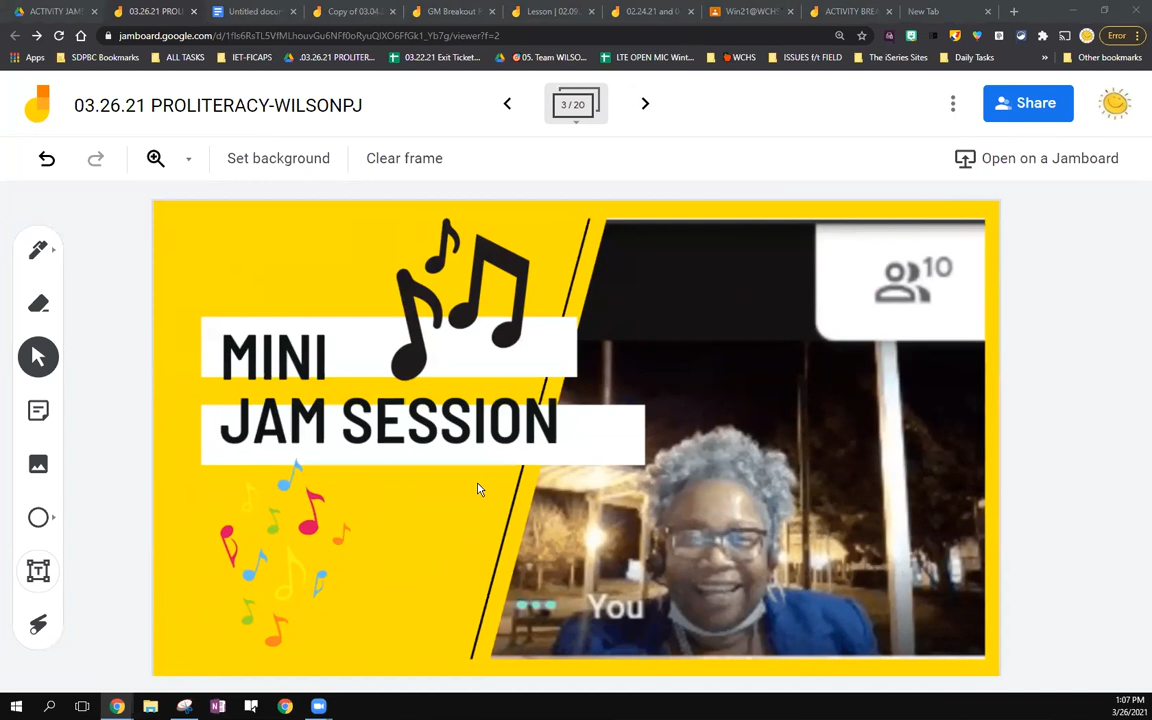 ACTIVITY JAM
03.26.21 PROLI
Untitled docu
Copy of 03.04.
GM Breakout
Lesson | 02.09.
02.24.21 and 0
Win21@WCHS
ACTIVITY BRE
New Tab
jamboard.google.com/d/
/viewer?f=2
Error
Apps
SDPBC Bookmarks
ALL TASKS
IET-FICAPS
.03.26.21 PROLITER...
03.22.21 Exit Ticket...
05. Team WILSO...
LTE OPEN MIC Wint...
WCHS
ISSUES f/t FIELD
The iSeries Sites
Daily Tasks
»
Other bookmarks
03.26.21 PROLITERACY-WILSONPJ
3 / 20
Share
Set background
Clear frame
Open on a Jamboard
10
MINI
JAM SESSION
You
T
1:07 PM
3/26/2021